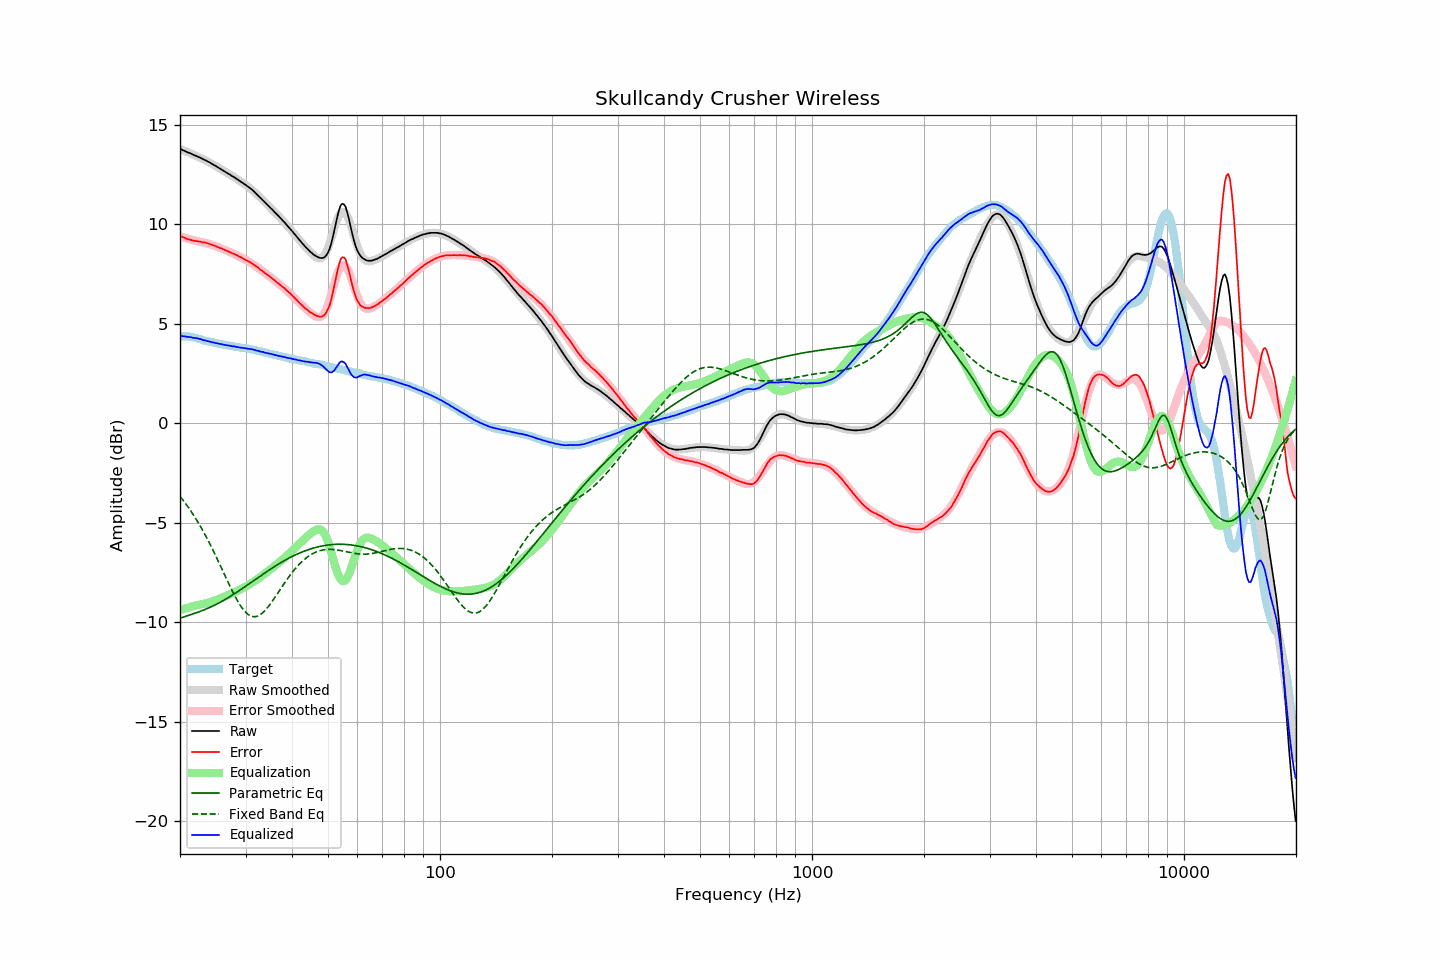 Skullcandy Crusher Wireless
15
10
5
0
−5
−10
−15
−20
Amplitude (dBr)
Target
Raw Smoothed
Error Smoothed
Raw
Error
Equalization
Parametric Eq
Fixed Band Eq
Equalized
100
1000
10000
Frequency (Hz)